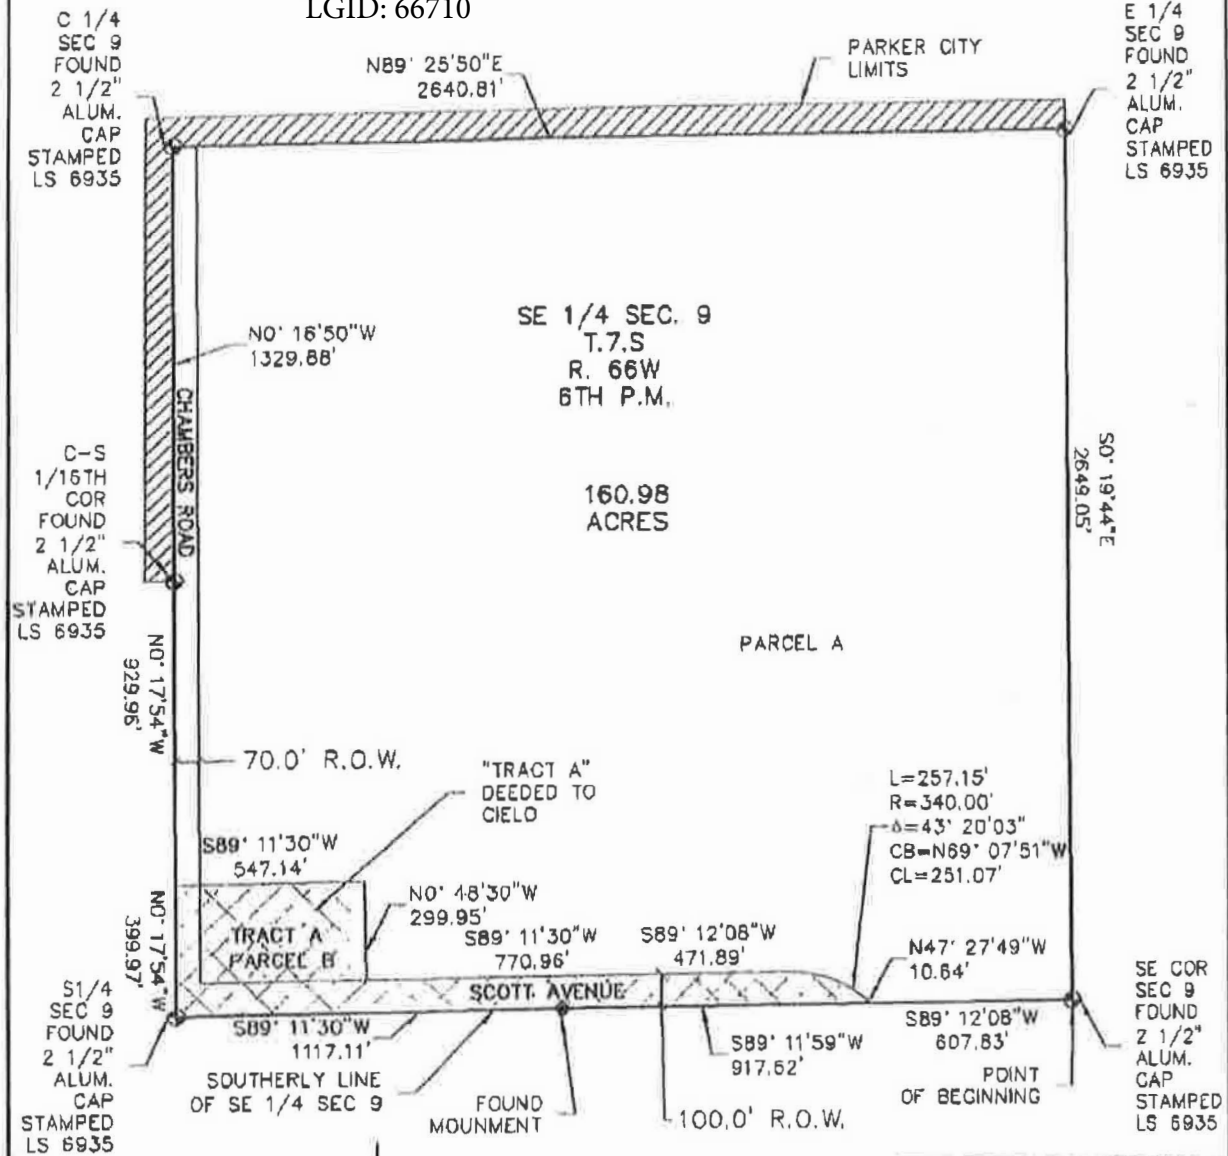 LGID: 66710
C 1/4
SEC 9
FOUND
2 1/2"
ALUM.
CAP
STAMPED
LS 6935
N89° 25'50"E
2640.81'
PARKER CITY
LIMITS
E 1/4
SEC 9
FOUND
2 1/2"
ALUM.
CAP
STAMPED
LS 6935
N0° 16'50"W
1329.88'
SE 1/4 SEC. 9
T.7.S
R. 66W
6TH P.M.
160.98
ACRES
CHAMBERS ROAD
C-S
1/16TH
COR
FOUND
2 1/2"
ALUM.
CAP
STAMPED
LS 6935
S0° 19'44"E
2649.05'
PARCEL A
N0° 17'54"W
929.96'
70.0' R.O.W.
"TRACT A"
DEEDED TO
CIELO
L=257.15'
R=340.00'
Δ=43° 20'03"
CB=N69° 07'51"W
CL=251.07'
S89° 11'30"W
547.14'
N0° 48'30"W
299.95'
TRACT A
PARCEL B
N0° 17'54"W
399.97'
S89° 11'30"W
770.96'
S89° 12'08"W
471.89'
N47° 27'49"W
10.64'
SCOTT AVENUE
S1/4
SEC 9
FOUND
2 1/2"
ALUM.
CAP
STAMPED
LS 6935
S89° 11'30"W
1117.11'
SOUTHERLY LINE
OF SE 1/4 SEC 9
FOUND
MOUNMENT
S89° 11'59"W
917.52'
100.0' R.O.W.
S89° 12'08"W
607.83'
POINT
OF BEGINNING
SE COR
SEC 9
FOUND
2 1/2"
ALUM.
CAP
STAMPED
LS 6935